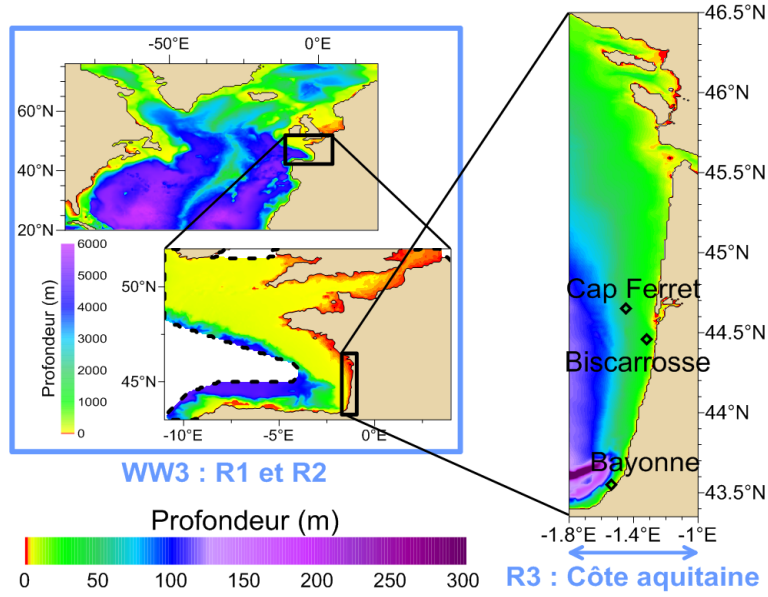 -50°E 0°E
60°N
40°N
20°N
Profondeur (m)
6000
5000
4000
3000
2000
1000
0
50°N
45°N
-10°E -5°E 0°E
WW3 : R1 et R2
Profondeur (m)
0 50 100 150 200 250 300
46.5°N
46°N
45.5°N
45°N
Cap Ferret
44.5°N
Biscarrosse
44°N
Bayonne
43.5°N
-1.8°E -1.4°E -1°E
R3 : Côte aquitaine